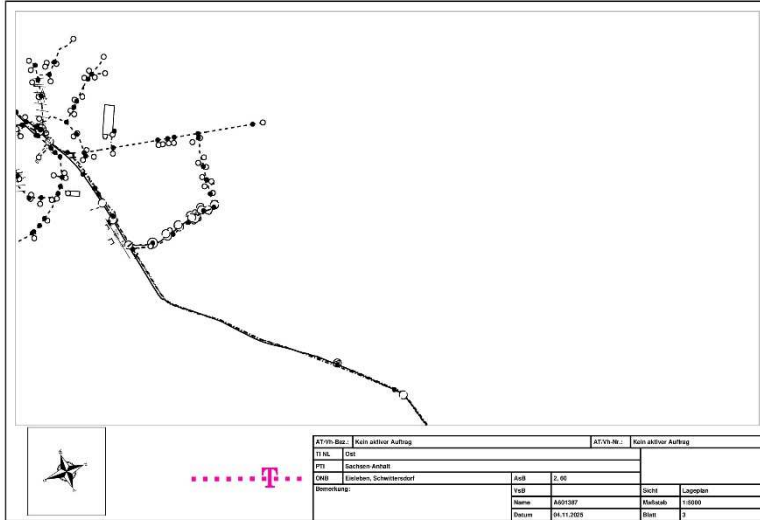 AT/Vh-Bez.: Kein aktiver Auftrag AT/Vh-Nr.: Kein aktiver Auftrag
TI NL Ost
PTI Sachsen-Anhalt
ONB Eisleben, Schwittersdorf AsB 2, 60
Bemerkung: VsB Sicht Lageplan
Name A601387 Maßstab 1:6000
Datum 04.11.2025 Blatt 3
T